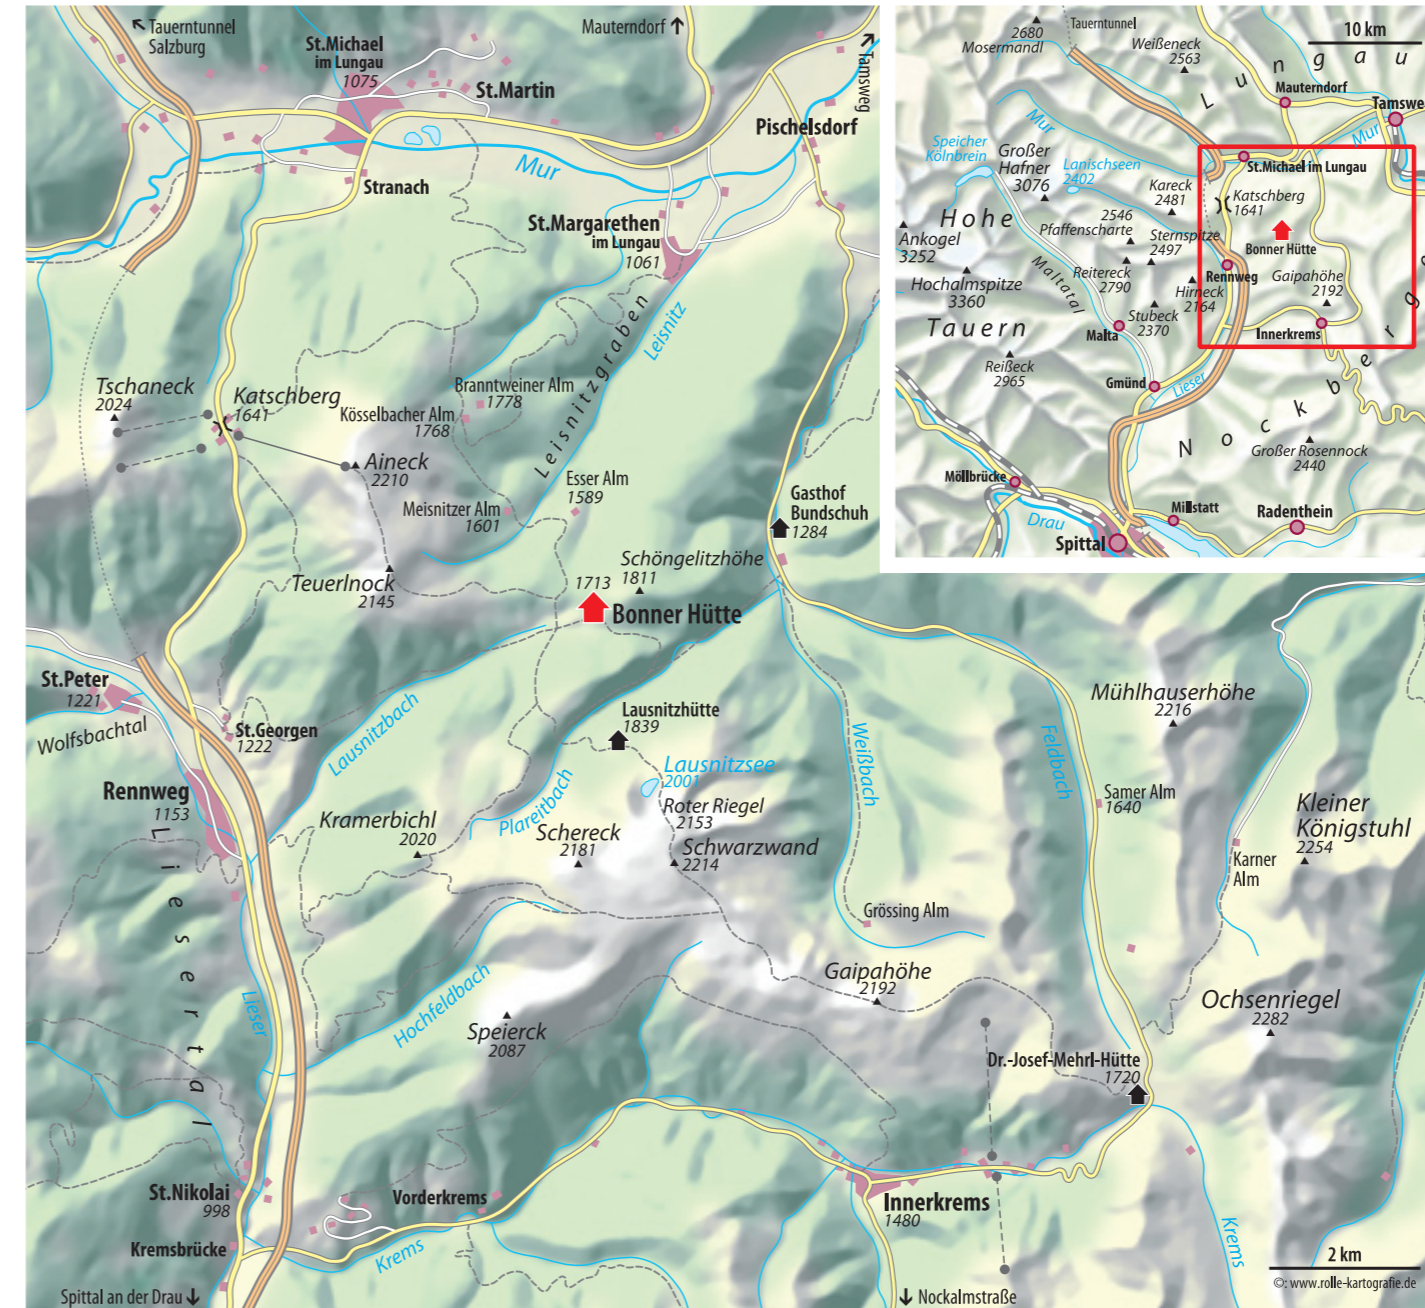 ↖ Tauerntunnel
Salzburg
Mauterndorf ↑
↗ Tamsweg
St.Michael
im Lungau
1075
St.Martin
Pischelsdorf
Mur
Stranach
St.Margarethen
im Lungau
1061
Leisnitz
Leisnitzgraben
Tschaneck
2024
Katschberg
1641
Branntweiner Alm
1778
Kösselbacher Alm
1768
Aineck
2210
Esser Alm
1589
Meisnitzer Alm
1601
Gasthof
Bundschuh
1284
Teuerlnock
2145
Schöngelitzhöhe
1811
1713
Bonner Hütte
St.Peter
1221
Wolfsbachtal
St.Georgen
1222
Lausnitzbach
Lausnitzhütte
1839
Weißbach
Feldbach
Mühlhauserhöhe
2216
Lausnitzsee
2001
Rennweg
1153
Roter Riegel
2153
Samer Alm
1640
Kleiner
Königstuhl
2254
Kramerbichl
2020
Plareitbach
Schereck
2181
Schwarzwand
2214
Karner
Alm
Liesertal
Grössing Alm
Gaipahöhe
2192
Lieser
Hochfeldbach
Speierck
2087
Ochsenriegel
2282
Dr.-Josef-Mehrl-Hütte
1720
St.Nikolai
998
Vorderkrems
Innerkrems
1480
Kremsbrücke
Krems
Krems
Spittal an der Drau ↓
↓ Nockalmstraße
2 km
©: www.rolle-kartografie.de
2680
Mosermandl
Tauerntunnel
10 km
Weißeneck
2563
Lungau
Mauterndorf
Tamswe
Mur
Mur
Speicher
Kölnbrein
Großer
Hafner
3076
Lanischseen
2402
St.Michael im Lungau
Kareck
2481
Katschberg
1641
Hohe
Tauern
2546
Pfaffenscharte
Sternspitze
2497
Ankogel
3252
Bonner Hütte
Maltatal
Reitereck
2790
Rennweg
Gaipahöhe
2192
Hochalmspitze
3360
Hirneck
2164
Stubeck
2370
Malta
Innerkrems
Reißeck
2965
Gmünd
Lieser
Nockberge
Großer Rosennock
2440
Möllbrücke
Drau
Spittal
Millstatt
Radenthein